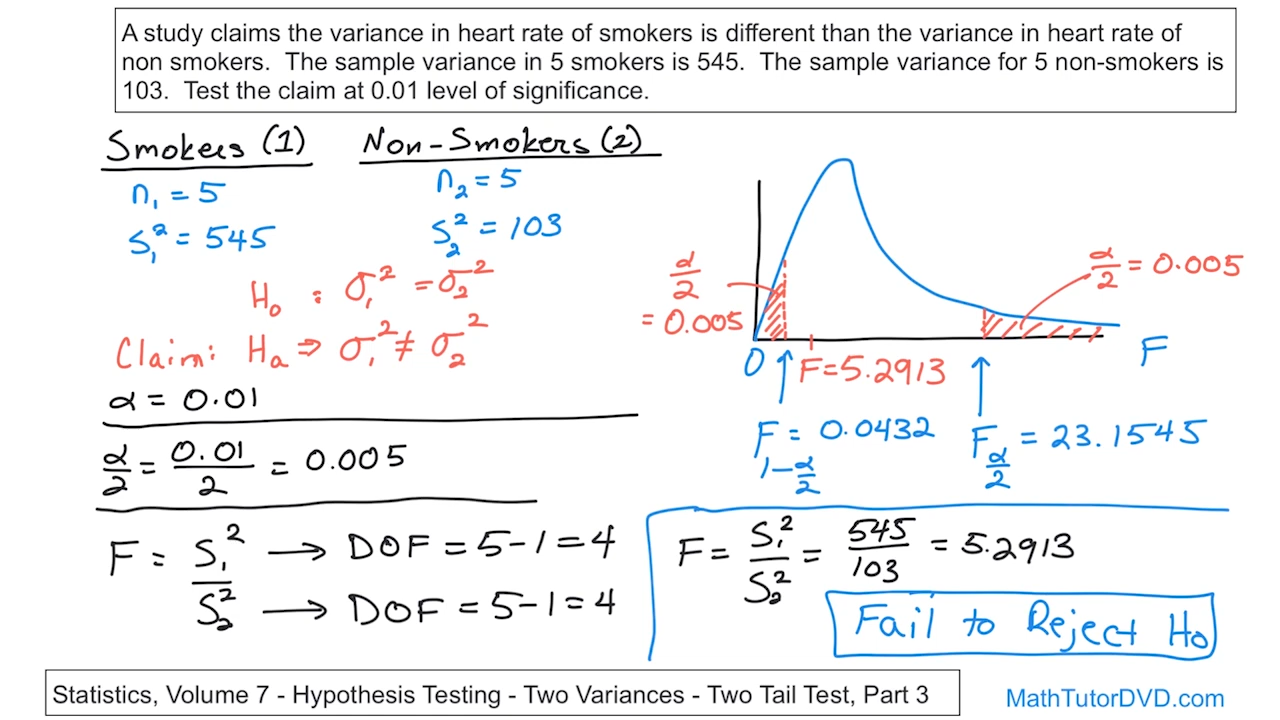 A study claims the variance in heart rate of smokers is different than the variance in heart rate of
non smokers. The sample variance in 5 smokers is 545. The sample variance for 5 non-smokers is
103. Test the claim at 0.01 level of significance.
Smokers (1)
n₁ = 5
S₁² = 545
Non-Smokers (2)
n₂ = 5
S₂² = 103
H₀ : σ₁² = σ₂²
Claim: Ha ⇒ σ₁² ≠ σ₂²
α = 0.01
α/2 = 0.01/2 = 0.005
F = S₁²/S₂²
→ DOF = 5-1 = 4
→ DOF = 5-1 = 4
α/2
= 0.005
α/2 = 0.005
0
F = 5.2913
F
F₁₋α/2 = 0.0432
Fα/2 = 23.1545
F = S₁²/S₂² = 545/103 = 5.2913
Fail to Reject H₀
Statistics, Volume 7 - Hypothesis Testing - Two Variances - Two Tail Test, Part 3
MathTutorDVD.com